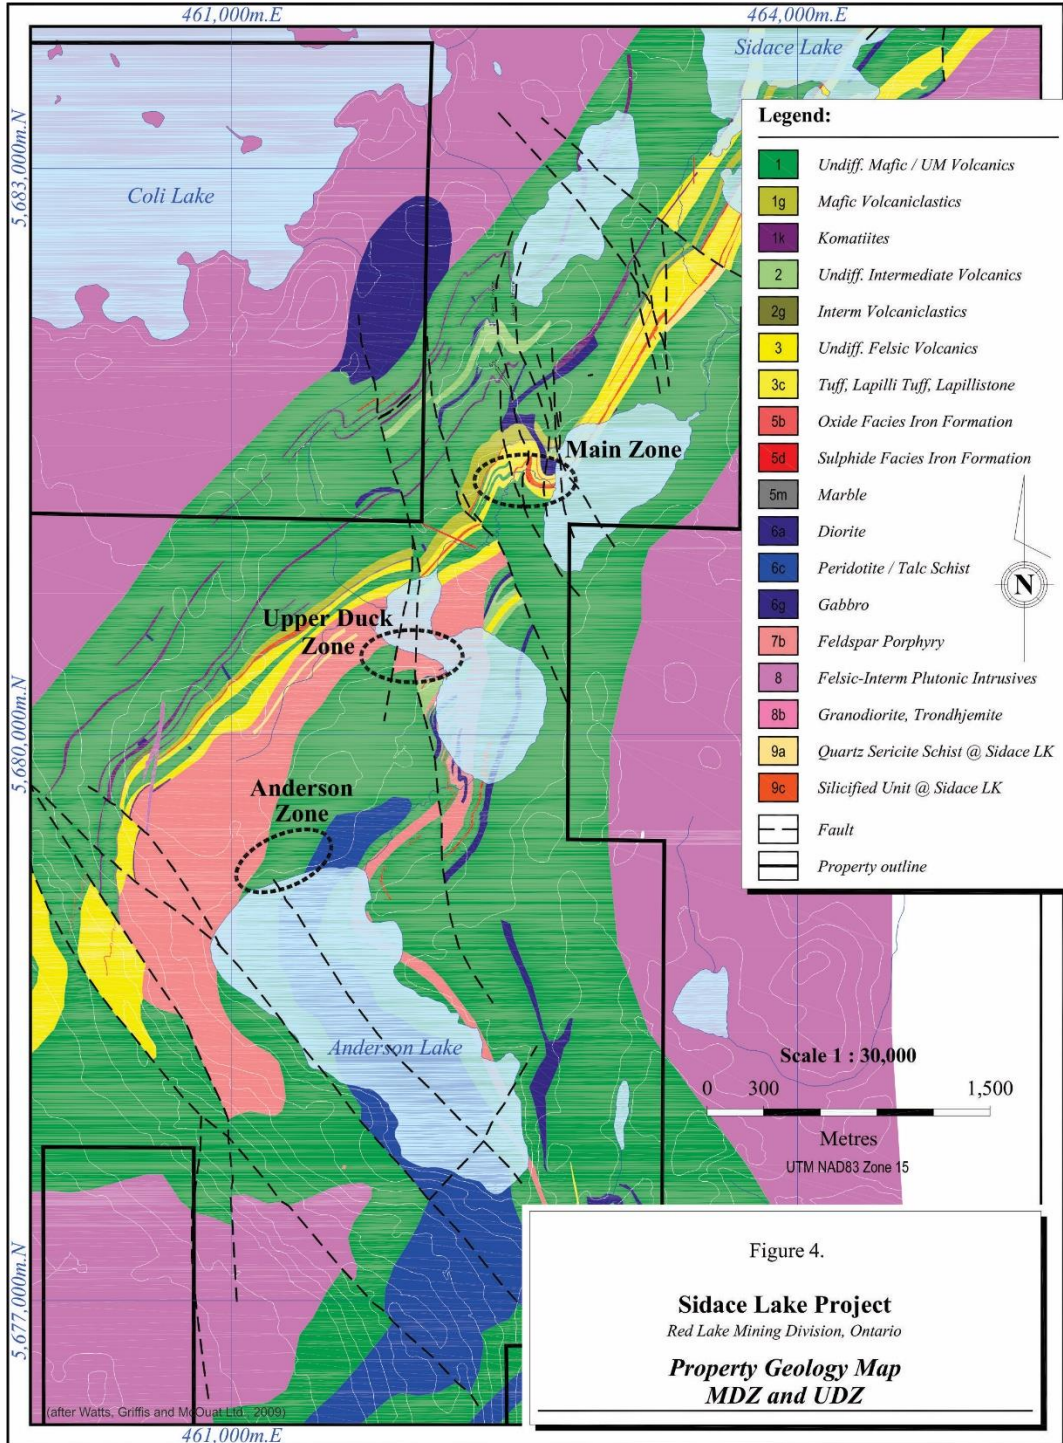 461,000m.E
464,000m.E
Sidace Lake
5,683,000m.N
Coli Lake
Legend:
1 Undiff. Mafic / UM Volcanics
1g Mafic Volcaniclastics
1k Komatiites
2 Undiff. Intermediate Volcanics
2g Interm Volcaniclastics
3 Undiff. Felsic Volcanics
3c Tuff, Lapilli Tuff, Lapillistone
5b Oxide Facies Iron Formation
5d Sulphide Facies Iron Formation
5m Marble
6a Diorite
6c Peridotite / Talc Schist
6g Gabbro
7b Feldspar Porphyry
8 Felsic-Interm Plutonic Intrusives
8b Granodiorite, Trondhjemite
9a Quartz Sericite Schist @ Sidace LK
9c Silicified Unit @ Sidace LK
Fault
Property outline
N
Main Zone
Upper Duck
Zone
5,680,000m.N
Anderson
Zone
Anderson Lake
Scale 1 : 30,000
0 300 1,500
Metres
UTM NAD83 Zone 15
5,677,000m.N
Figure 4.
Sidace Lake Project
Red Lake Mining Division, Ontario
Property Geology Map
MDZ and UDZ
(after Watts, Griffis and McOuat Ltd., 2009)
461,000m.E